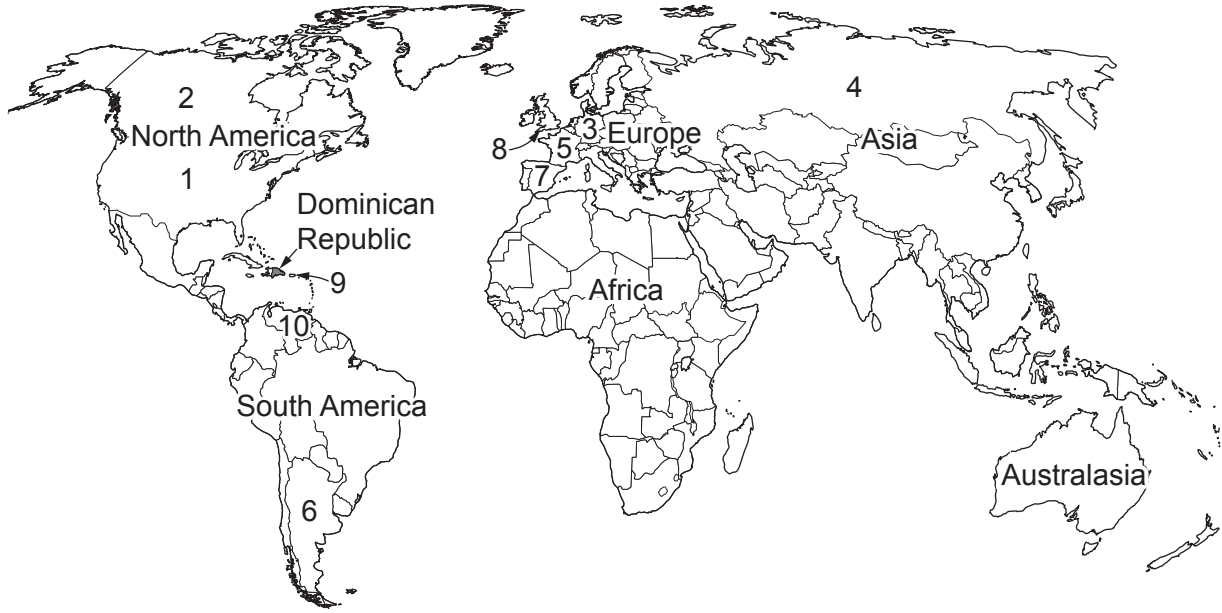 2
North America
1
Dominican
Republic
9
10
South America
6
8
3
5
7
Europe
4
Asia
Africa
Australasia